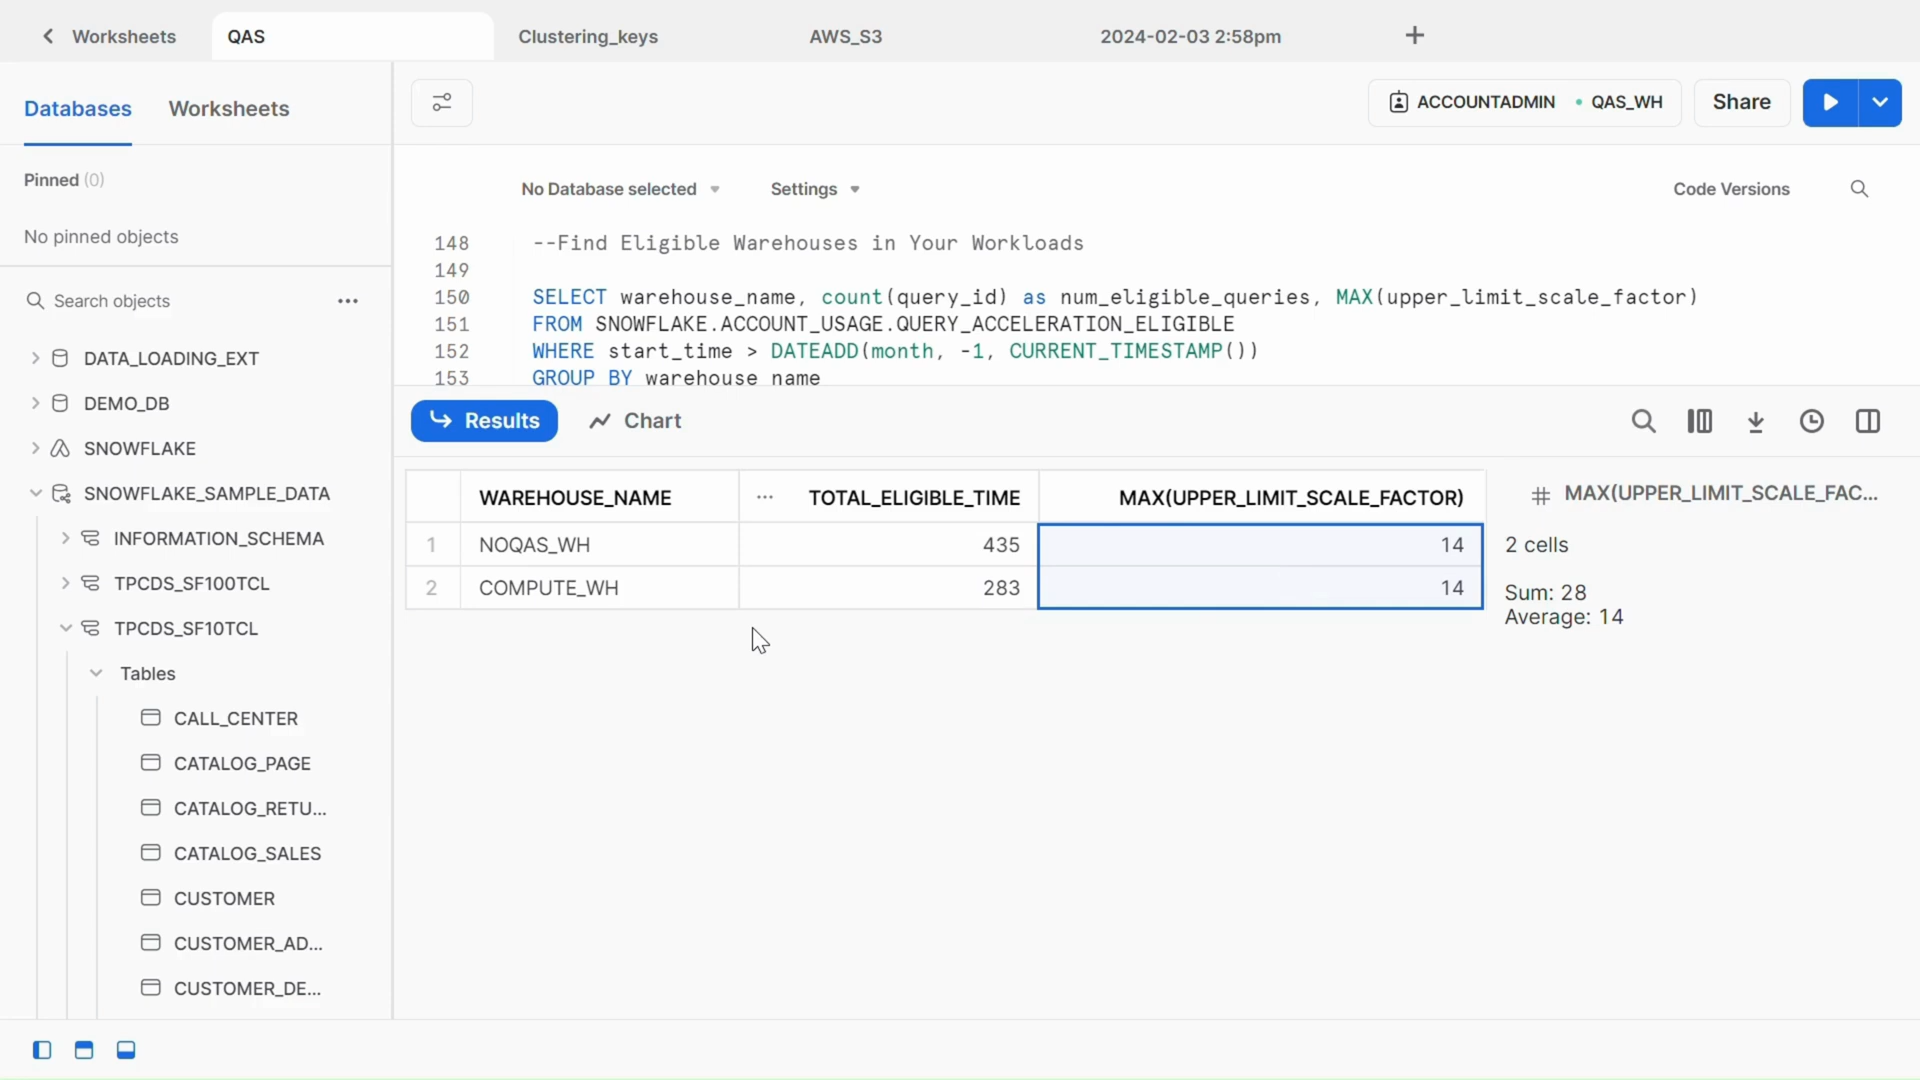 Worksheets
QAS
Clustering_keys
AWS_S3
2024-02-03 2:58pm
Databases
Worksheets
ACCOUNTADMIN
QAS_WH
Share
Pinned (0)
No Database selected
Settings
Code Versions
No pinned objects
Search objects
DATA_LOADING_EXT
DEMO_DB
SNOWFLAKE
SNOWFLAKE_SAMPLE_DATA
INFORMATION_SCHEMA
TPCDS_SF100TCL
TPCDS_SF10TCL
Tables
CALL_CENTER
CATALOG_PAGE
CATALOG_RETU...
CATALOG_SALES
CUSTOMER
CUSTOMER_AD...
CUSTOMER_DE...
148 --Find Eligible Warehouses in Your Workloads
149
150 SELECT warehouse_name, count(query_id) as num_eligible_queries, MAX(upper_limit_scale_factor)
151 FROM SNOWFLAKE.ACCOUNT_USAGE.QUERY_ACCELERATION_ELIGIBLE
152 WHERE start_time > DATEADD(month, -1, CURRENT_TIMESTAMP())
153 GROUP BY warehouse_name
Results
Chart
WAREHOUSE_NAME ... TOTAL_ELIGIBLE_TIME MAX(UPPER_LIMIT_SCALE_FACTOR)
1 NOQAS_WH 435 14
2 COMPUTE_WH 283 14
# MAX(UPPER_LIMIT_SCALE_FAC...
2 cells
Sum: 28
Average: 14